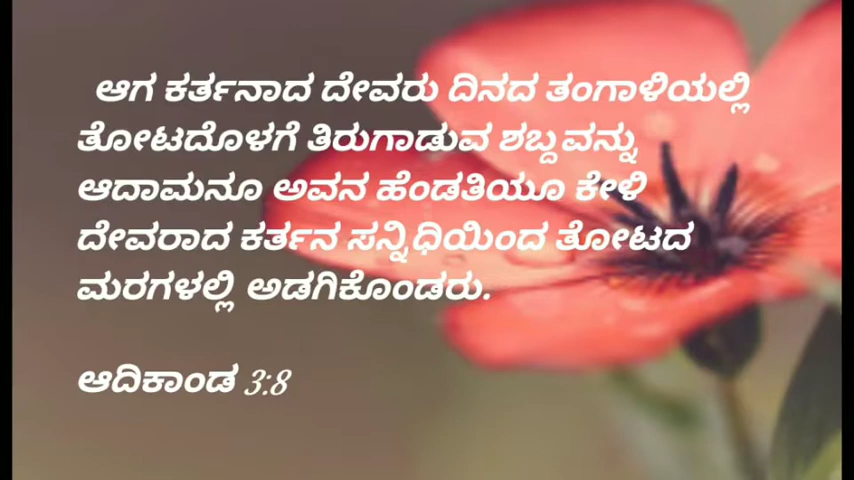 ಆಗ ಕರ್ತನಾದ ದೇವರು ದಿನದ ತಂಗಾಳಿಯಲ್ಲಿ
ತೋಟದೊಳಗೆ ತಿರುಗಾಡುವ ಶಬ್ದವನ್ನು
ಆದಾಮನೂ ಅವನ ಹೆಂಡತಿಯೂ ಕೇಳಿ
ದೇವರಾದ ಕರ್ತನ ಸನ್ನಿಧಿಯಿಂದ ತೋಟದ
ಮರಗಳಲ್ಲಿ ಅಡಗಿಕೊಂಡರು.
ಆದಿಕಾಂಡ 3:8